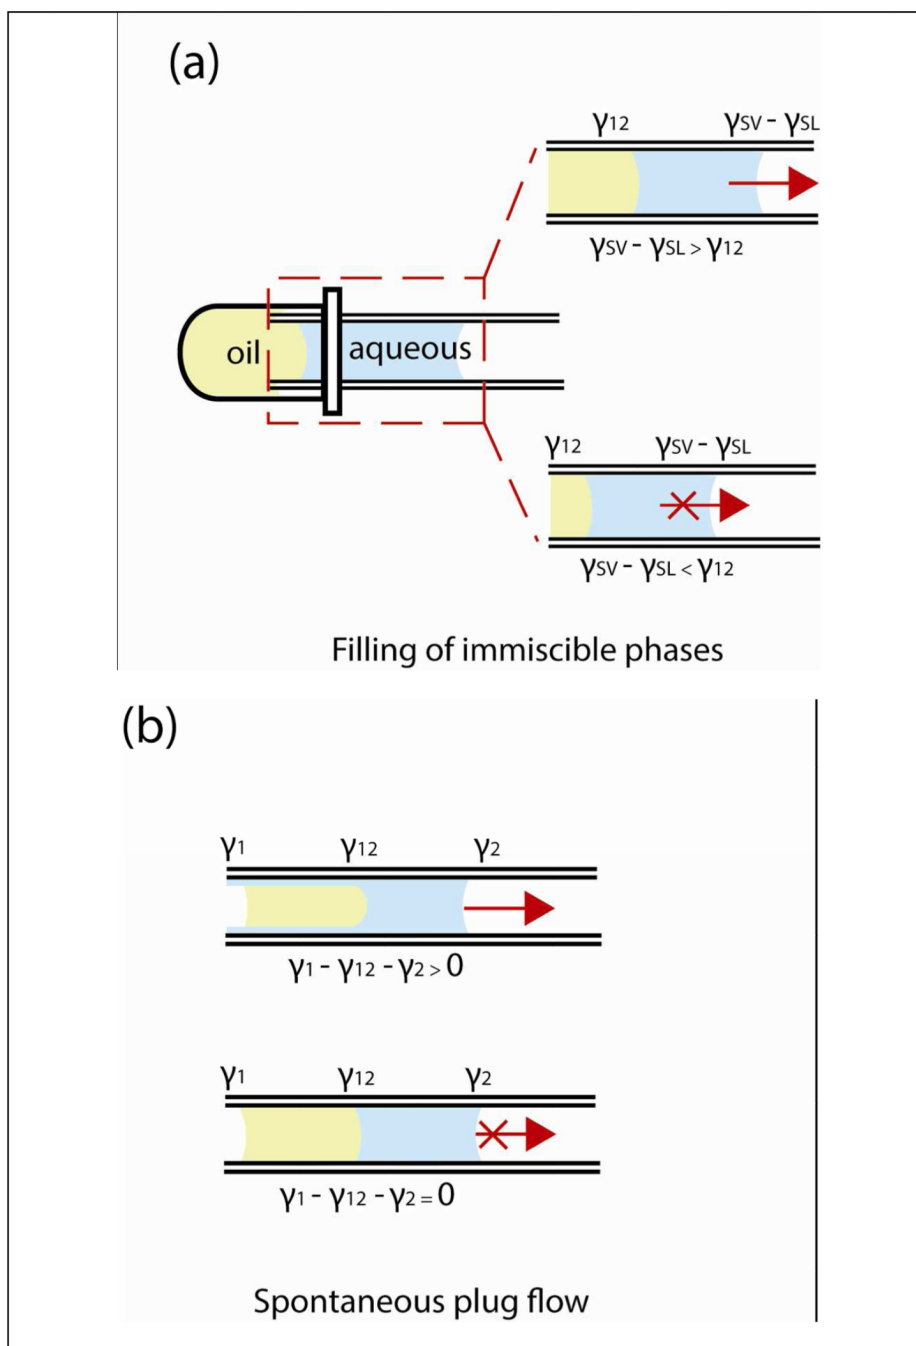 (a)
γ12 γSV - γSL
γSV - γSL > γ12
oil aqueous
γ12 γSV - γSL
γSV - γSL < γ12
Filling of immiscible phases
(b)
γ1 γ12 γ2
γ1 - γ12 - γ2 > 0
γ1 γ12 γ2
γ1 - γ12 - γ2 = 0
Spontaneous plug flow